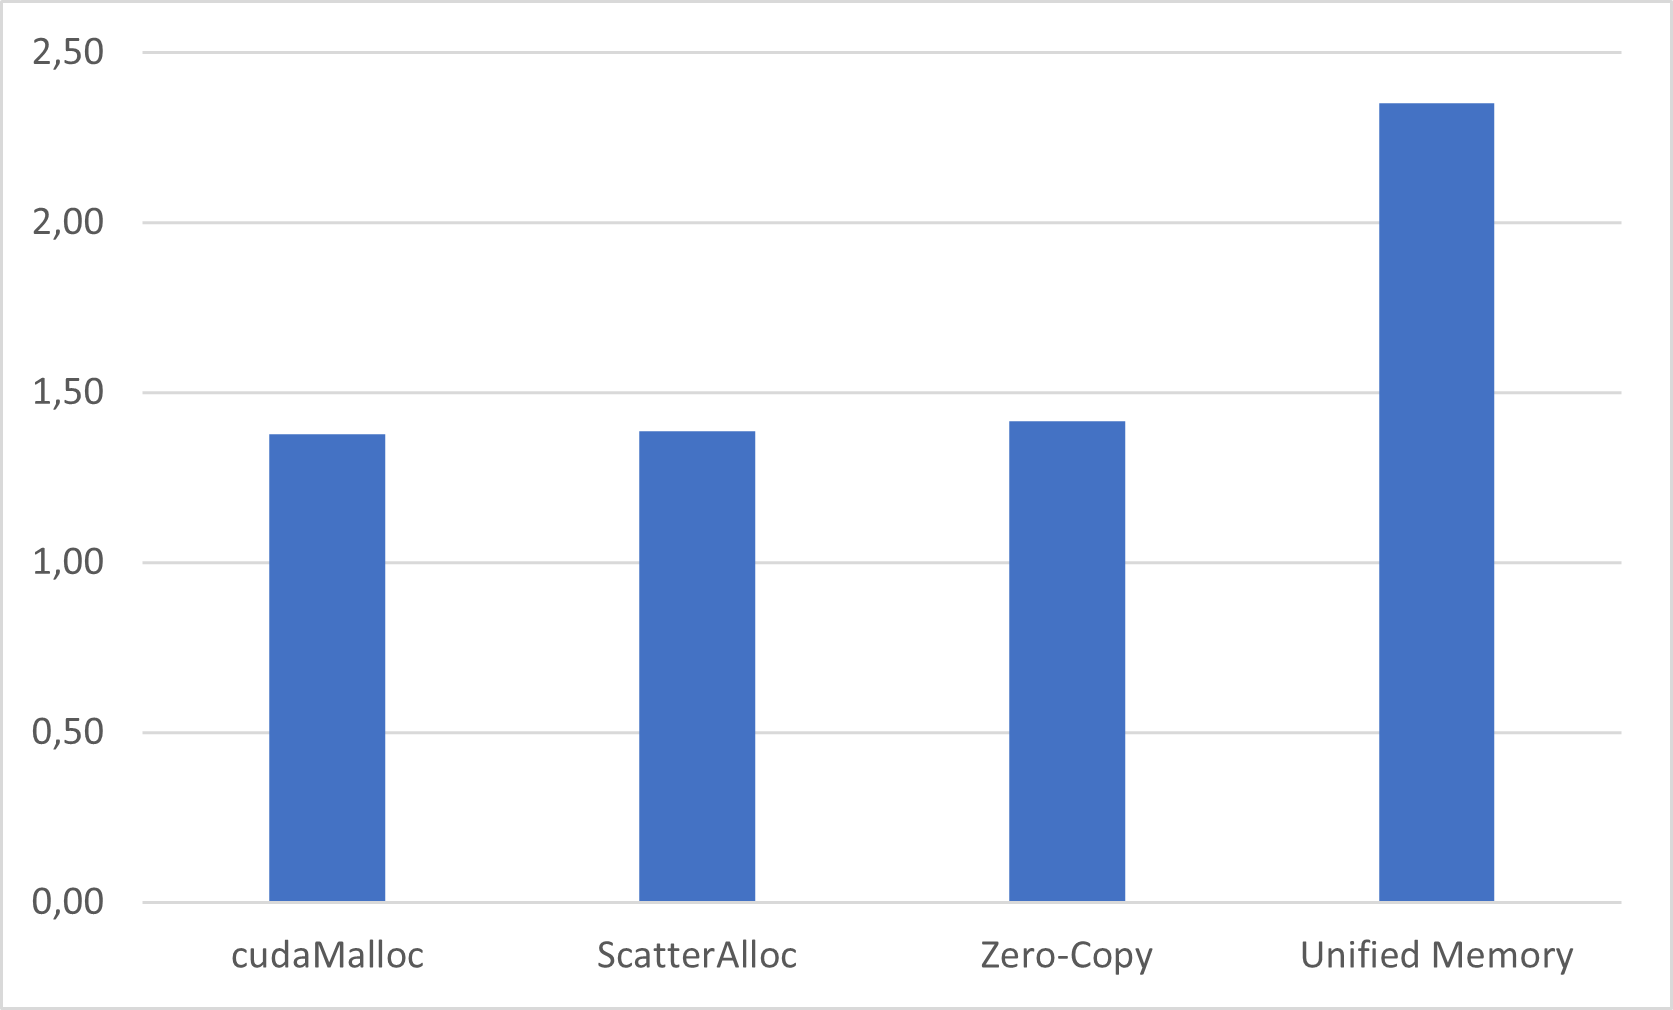 2,50
2,00
1,50
1,00
0,50
0,00
cudaMalloc
ScatterAlloc
Zero-Copy
Unified Memory